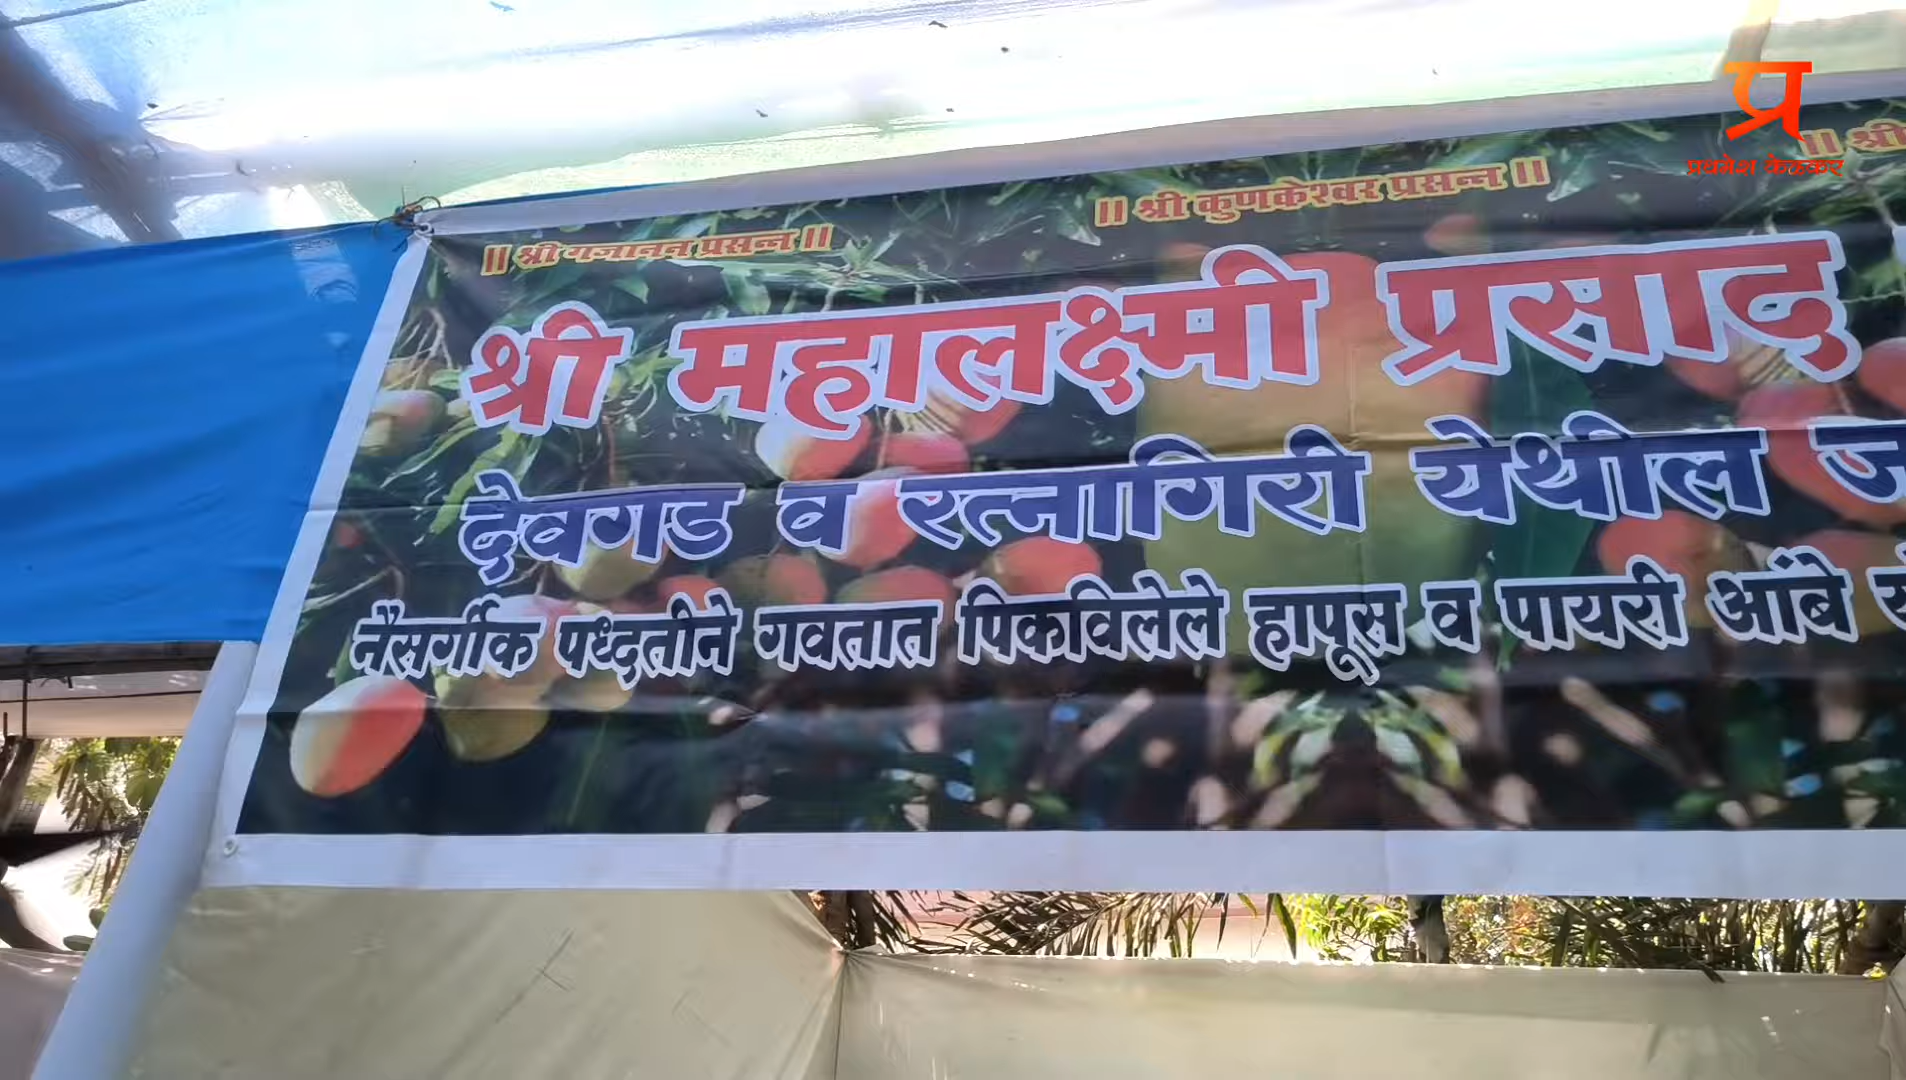 प्र
प्रथमेश केळकर
|| श्री गजानन प्रसन्न || || श्री कुणकेश्वर प्रसन्न || || श्री
श्री महालक्ष्मी प्रसाद
देवगड व रत्नागिरी येथील
नैसर्गीक पध्दतीने गवतात पिकविलेले हापूस व पायरी आंबे